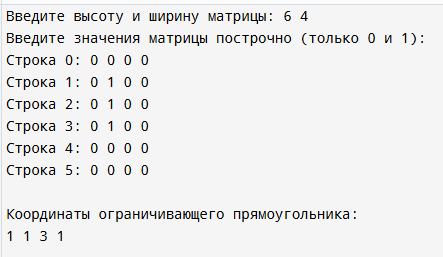 Введите высоту и ширину матрицы: 6 4
Введите значения матрицы построчно (только 0 и 1):
Строка 0: 0 0 0 0
Строка 1: 0 1 0 0
Строка 2: 0 1 0 0
Строка 3: 0 1 0 0
Строка 4: 0 0 0 0
Строка 5: 0 0 0 0
Координаты ограничивающего прямоугольника:
1 1 3 1